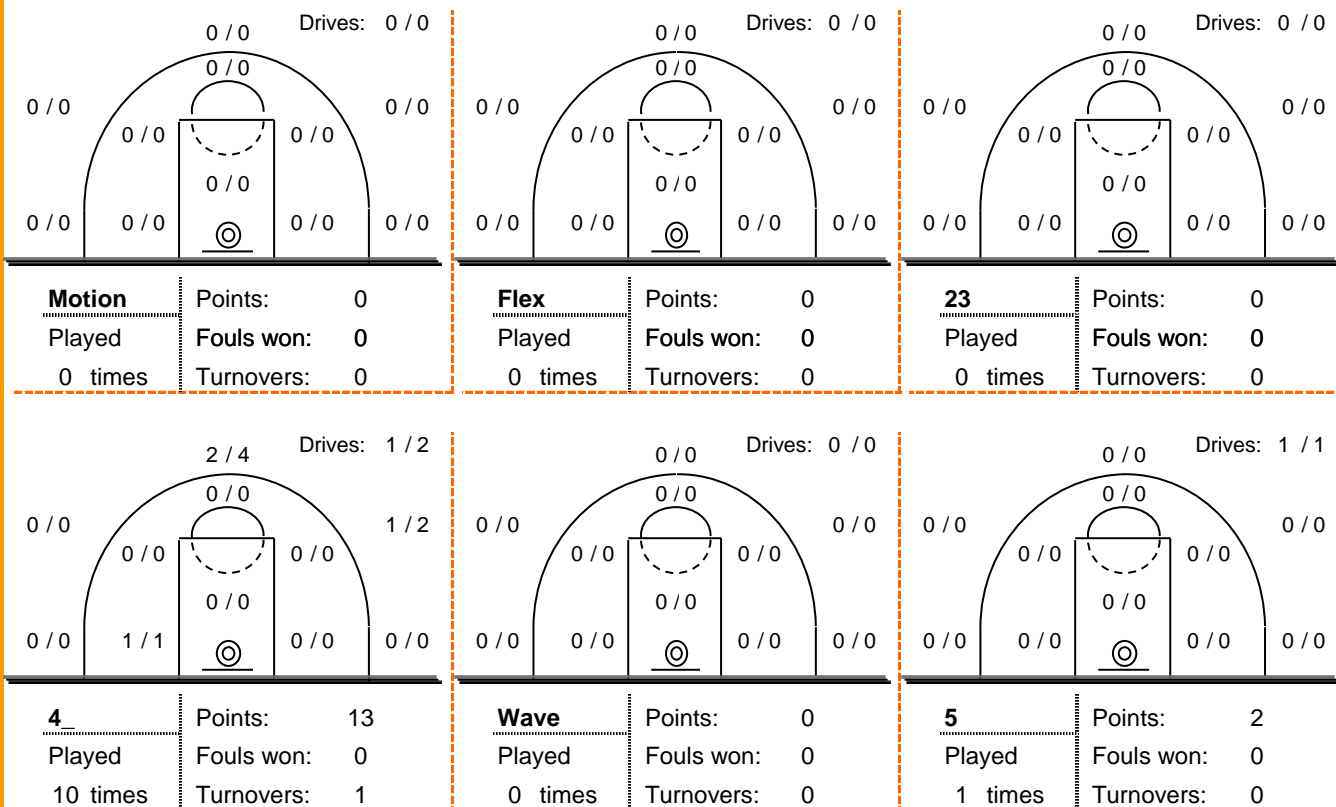 Drives: 0 / 0
0 / 0
0 / 0
0 / 0 0 / 0
0 / 0 0 / 0
0 / 0
0 / 0 0 / 0 0 / 0 0 / 0
Motion Points: 0
Played Fouls won: 0
0 times Turnovers: 0
Drives: 0 / 0
0 / 0
0 / 0
0 / 0 0 / 0
0 / 0 0 / 0
0 / 0
0 / 0 0 / 0 0 / 0 0 / 0
Flex Points: 0
Played Fouls won: 0
0 times Turnovers: 0
Drives: 0 / 0
0 / 0
0 / 0
0 / 0 0 / 0
0 / 0 0 / 0
0 / 0
0 / 0 0 / 0 0 / 0 0 / 0
23 Points: 0
Played Fouls won: 0
0 times Turnovers: 0
Drives: 1 / 2
2 / 4
0 / 0
0 / 0 1 / 2
0 / 0 0 / 0
0 / 0
0 / 0 1 / 1 0 / 0 0 / 0
4_ Points: 13
Played Fouls won: 0
10 times Turnovers: 1
Drives: 0 / 0
0 / 0
0 / 0
0 / 0 0 / 0
0 / 0 0 / 0
0 / 0
0 / 0 0 / 0 0 / 0 0 / 0
Wave Points: 0
Played Fouls won: 0
0 times Turnovers: 0
Drives: 1 / 1
0 / 0
0 / 0
0 / 0 0 / 0
0 / 0 0 / 0
0 / 0
0 / 0 0 / 0 0 / 0 0 / 0
5 Points: 2
Played Fouls won: 0
1 times Turnovers: 0